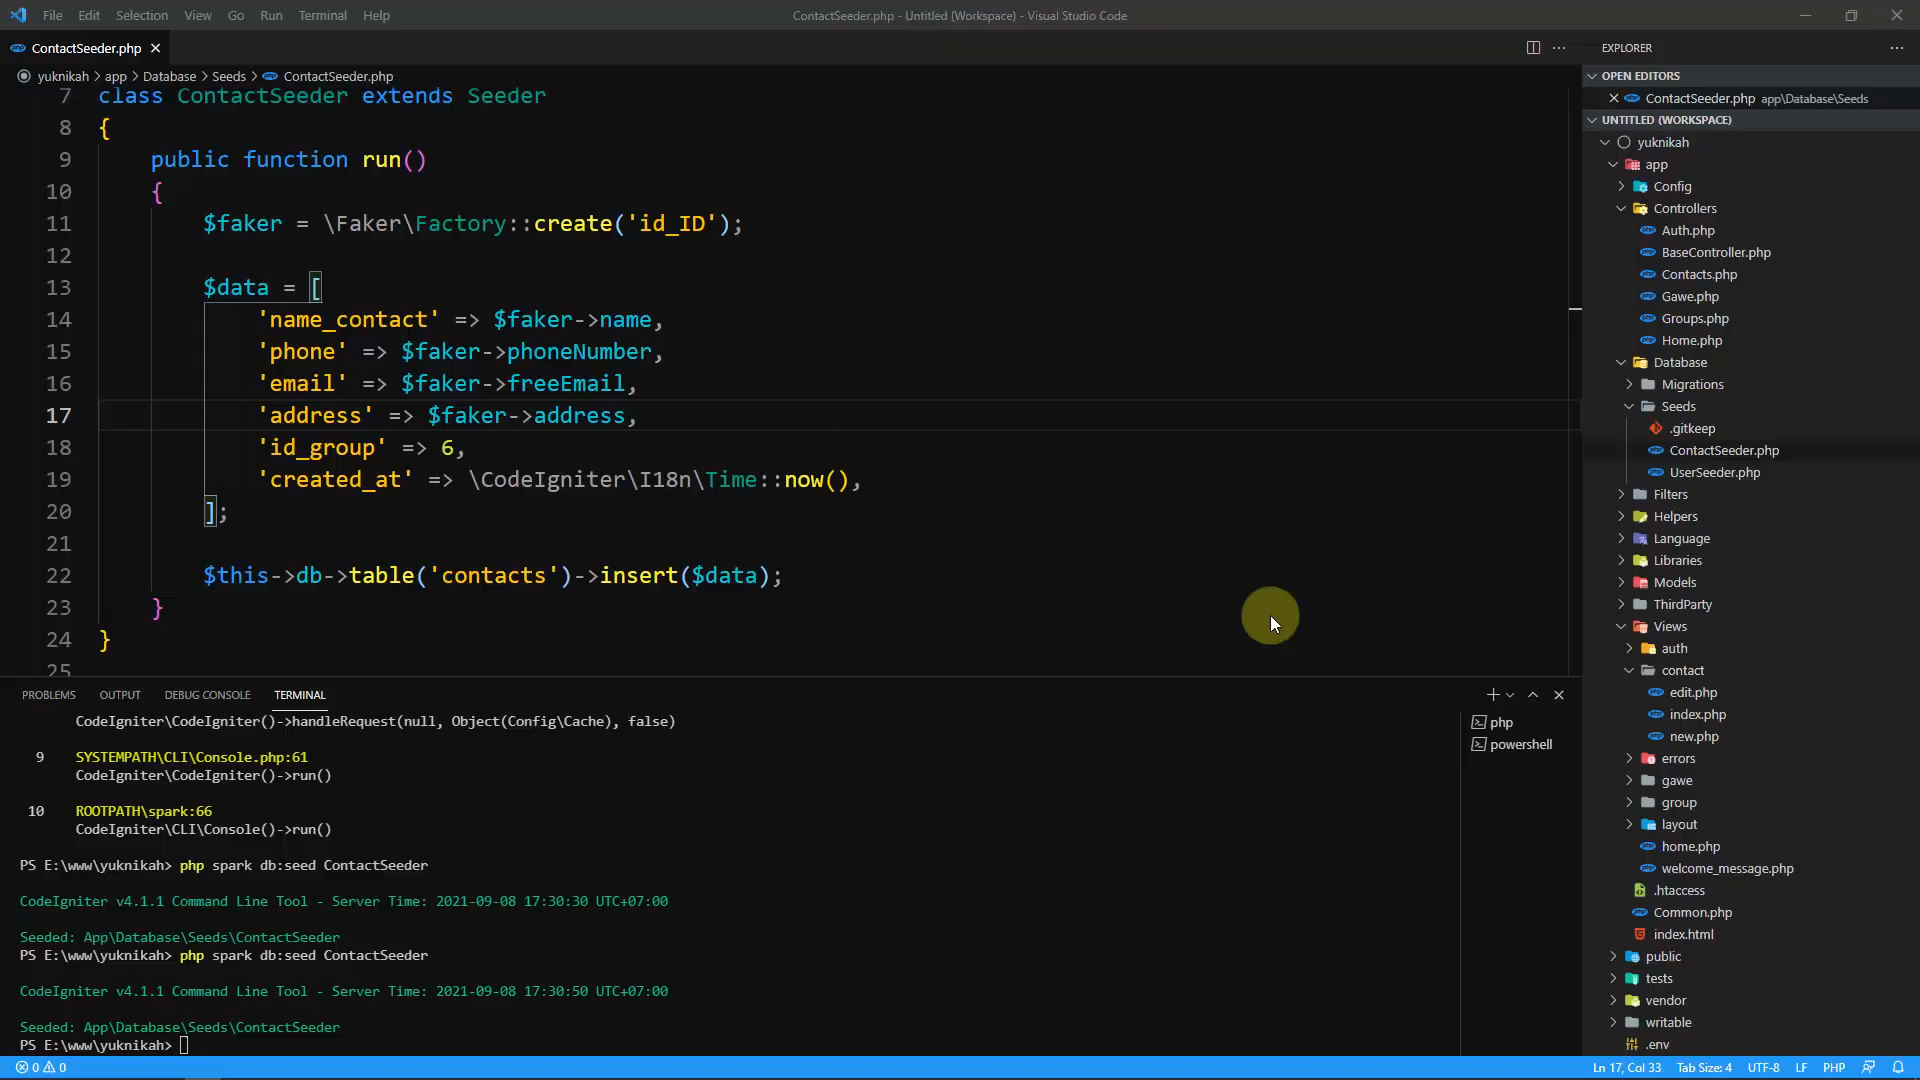 File Edit Selection View Go Run Terminal Help
ContactSeeder.php - Untitled (Workspace) - Visual Studio Code
ContactSeeder.php
yuknikah > app > Database > Seeds > ContactSeeder.php
7 class ContactSeeder extends Seeder
8 {
9 public function run()
10 {
11 $faker = \Faker\Factory::create('id_ID');
12
13 $data = [
14 'name_contact' => $faker->name,
15 'phone' => $faker->phoneNumber,
16 'email' => $faker->freeEmail,
17 'address' => $faker->address,
18 'id_group' => 6,
19 'created_at' => \CodeIgniter\I18n\Time::now(),
20 ];
21
22 $this->db->table('contacts')->insert($data);
23 }
24 }
25
PROBLEMS OUTPUT DEBUG CONSOLE TERMINAL
CodeIgniter\CodeIgniter()->handleRequest(null, Object(Config\Cache), false)
9 SYSTEMPATH\CLI\Console.php:61
CodeIgniter\CodeIgniter()->run()
10 ROOTPATH\spark:66
CodeIgniter\CLI\Console()->run()
PS E:\www\yuknikah> php spark db:seed ContactSeeder
CodeIgniter v4.1.1 Command Line Tool - Server Time: 2021-09-08 17:30:30 UTC+07:00
Seeded: App\Database\Seeds\ContactSeeder
PS E:\www\yuknikah> php spark db:seed ContactSeeder
CodeIgniter v4.1.1 Command Line Tool - Server Time: 2021-09-08 17:30:50 UTC+07:00
Seeded: App\Database\Seeds\ContactSeeder
PS E:\www\yuknikah>
php
powershell
EXPLORER
OPEN EDITORS
ContactSeeder.php app\Database\Seeds
UNTITLED (WORKSPACE)
yuknikah
app
Config
Controllers
Auth.php
BaseController.php
Contacts.php
Gawe.php
Groups.php
Home.php
Database
Migrations
Seeds
.gitkeep
ContactSeeder.php
UserSeeder.php
Filters
Helpers
Language
Libraries
Models
ThirdParty
Views
auth
contact
edit.php
index.php
new.php
errors
gawe
group
layout
home.php
welcome_message.php
.htaccess
Common.php
index.html
public
tests
vendor
writable
.env
0 0
Ln 17, Col 33 Tab Size: 4 UTF-8 LF PHP